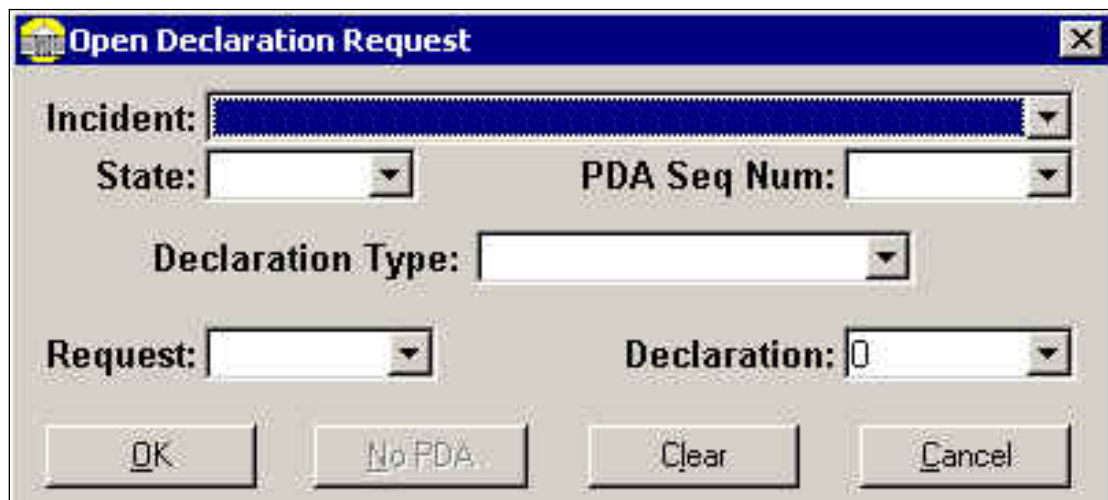 Open Declaration Request
Incident:
State: PDA Seq Num:
Declaration Type:
Request: Declaration: 0
OK No PDA Clear Cancel